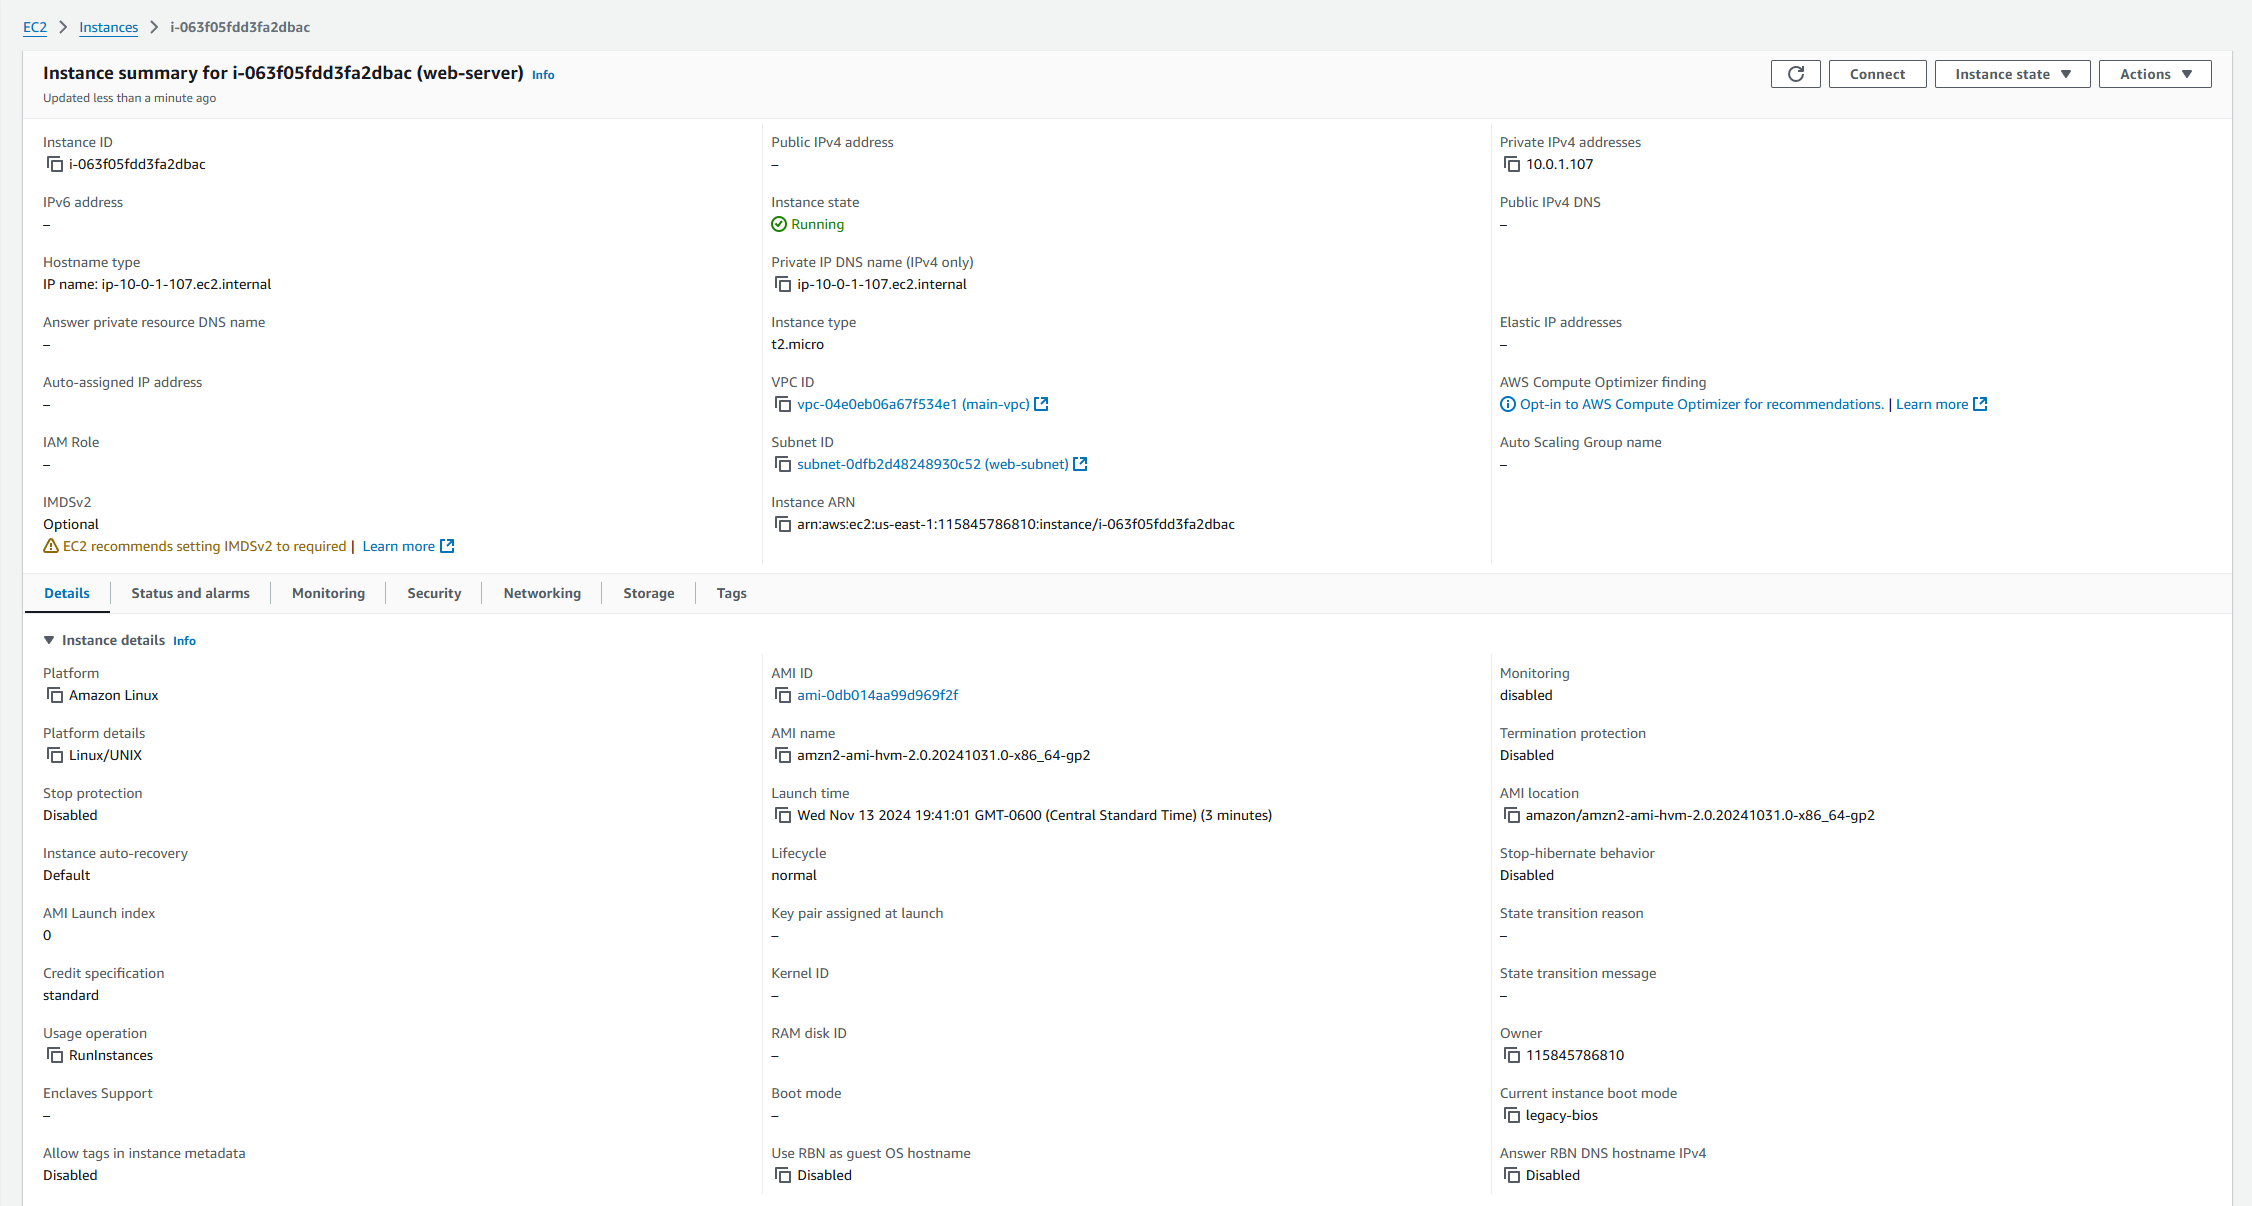 EC2 > Instances > i-063f05fdd3fa2dbac
Instance summary for i-063f05fdd3fa2dbac (web-server) Info
Updated less than a minute ago
Connect
Instance state
Actions
Instance ID
i-063f05fdd3fa2dbac
Public IPv4 address
–
Private IPv4 addresses
10.0.1.107
IPv6 address
–
Instance state
Running
Public IPv4 DNS
–
Hostname type
IP name: ip-10-0-1-107.ec2.internal
Private IP DNS name (IPv4 only)
ip-10-0-1-107.ec2.internal
Answer private resource DNS name
–
Instance type
t2.micro
Elastic IP addresses
–
Auto-assigned IP address
–
VPC ID
vpc-04e0eb06a67f534e1 (main-vpc)
AWS Compute Optimizer finding
Opt-in to AWS Compute Optimizer for recommendations. | Learn more
IAM Role
–
Subnet ID
subnet-0dfb2d48248930c52 (web-subnet)
Auto Scaling Group name
–
IMDSv2
Optional
EC2 recommends setting IMDSv2 to required | Learn more
Instance ARN
arn:aws:ec2:us-east-1:115845786810:instance/i-063f05fdd3fa2dbac
Details
Status and alarms
Monitoring
Security
Networking
Storage
Tags
Instance details Info
Platform
Amazon Linux
AMI ID
ami-0db014aa99d969f2f
Monitoring
disabled
Platform details
Linux/UNIX
AMI name
amzn2-ami-hvm-2.0.20241031.0-x86_64-gp2
Termination protection
Disabled
Stop protection
Disabled
Launch time
Wed Nov 13 2024 19:41:01 GMT-0600 (Central Standard Time) (3 minutes)
AMI location
amazon/amzn2-ami-hvm-2.0.20241031.0-x86_64-gp2
Instance auto-recovery
Default
Lifecycle
normal
Stop-hibernate behavior
Disabled
AMI Launch index
0
Key pair assigned at launch
–
State transition reason
–
Credit specification
standard
Kernel ID
–
State transition message
–
Usage operation
RunInstances
RAM disk ID
–
Owner
115845786810
Enclaves Support
–
Boot mode
–
Current instance boot mode
legacy-bios
Allow tags in instance metadata
Disabled
Use RBN as guest OS hostname
Disabled
Answer RBN DNS hostname IPv4
Disabled